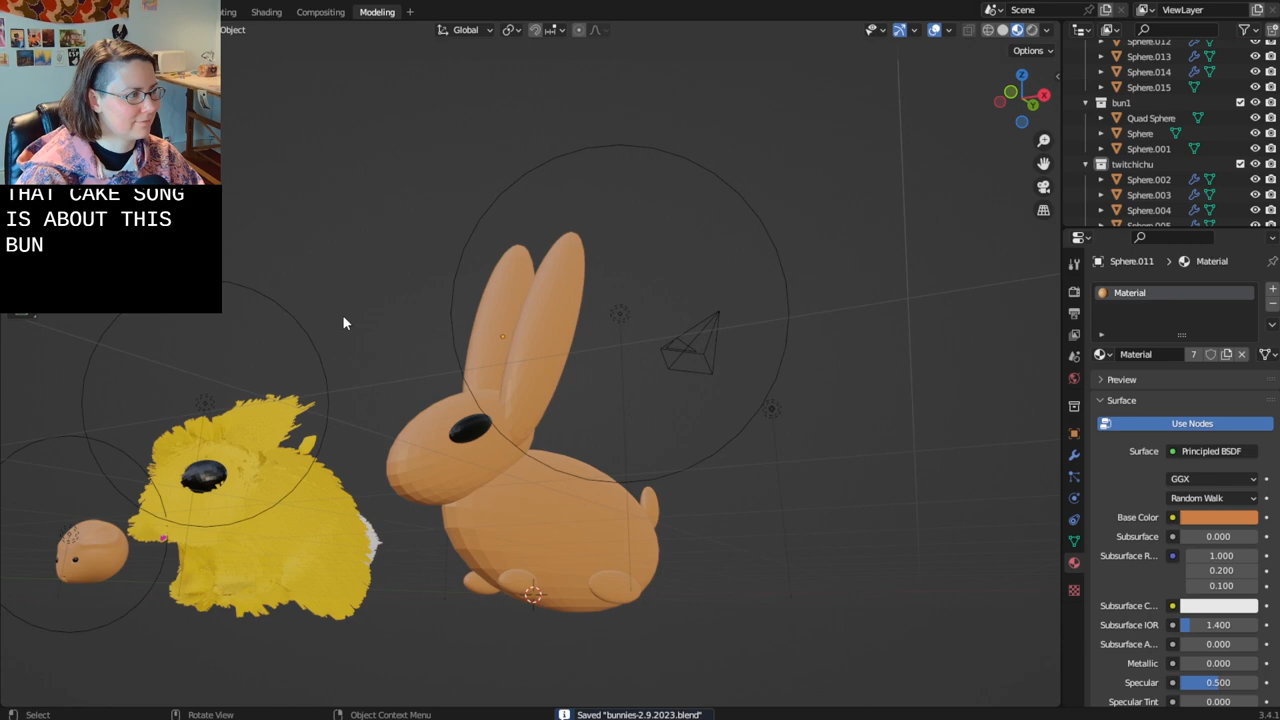 ting Shading Compositing Modeling +
Scene ViewLayer
Object
Global
Options
X
Y
Z
Sphere.012
Sphere.013
Sphere.014
Sphere.015
bun1
Quad Sphere
Sphere
Sphere.001
twitchichu
Sphere.002
Sphere.003
Sphere.004
Sphere.005
THAT CAKE SONG
IS ABOUT THIS
BUN
Sphere.011 > Material
Material
Material 7
Preview
Surface
Use Nodes
Surface Principled BSDF
GGX
Random Walk
Base Color
Subsurface 0.000
Subsurface R... 1.000
0.200
0.100
Subsurface C...
Subsurface IOR 1.400
Subsurface A... 0.000
Metallic 0.000
Specular 0.500
Specular Tint 0.000
Select Rotate View Object Context Menu Saved "bunnies-2.9.2023.blend" 3.4.1